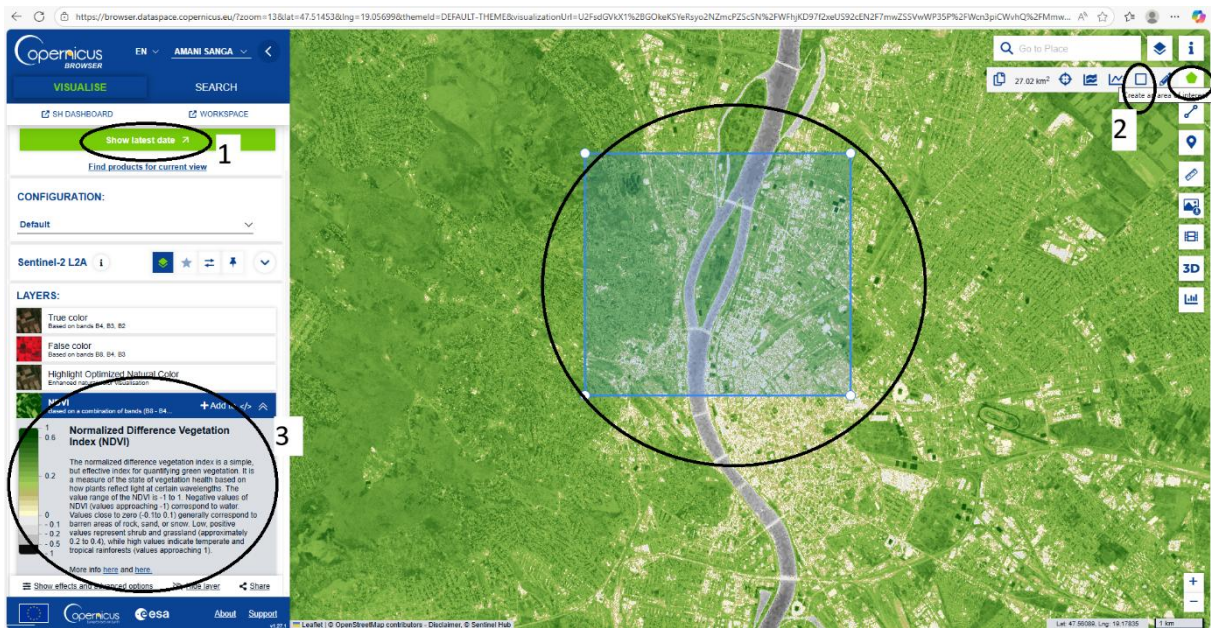 https://browser.dataspace.copernicus.eu/?zoom=13&lat=47.51453&lng=19.05699&themeId=DEFAULT-THEME&visualizationUrl=
opernicus
BROWSER
EN
AMANI SANGA
VISUALISE
SEARCH
SH DASHBOARD
WORKSPACE
Show latest date
1
Find products for current view
CONFIGURATION:
Default
Sentinel-2 L2A
i
LAYERS:
True color
Based on bands B4, B3, B2
False color
Based on bands B8, B4, B3
Highlight Optimized Natural Color
Enhanced natural color visualisation
NDVI
Based on a combination of bands (B8 - B4...
+ Add to </>
3
1
0.6
0.2
0
- 0.1
- 0.2
- 0.5
- 1
Normalized Difference Vegetation
Index (NDVI)
The normalized difference vegetation index is a simple,
but effective index for quantifying green vegetation. It is
a measure of the state of vegetation health based on
how plants reflect light at certain wavelengths. The
value range of the NDVI is -1 to 1. Negative values of
NDVI (values approaching -1) correspond to water.
Values close to zero (-0.1to 0.1) generally correspond to
barren areas of rock, sand, or snow. Low, positive
values represent shrub and grassland (approximately
0.2 to 0.4), while high values indicate temperate and
tropical rainforests (values approaching 1).
More info here and here.
Show effects and advanced options
Hide layer
Share
opernicus
esa
About
Support
Go to Place
i
27.02 km²
Create an area of interest
2
3D
+
−
Leaflet | © OpenStreetMap contributors - Disclaimer, © Sentinel Hub
Lat: 47.56089, Lng: 19.17835
1 km